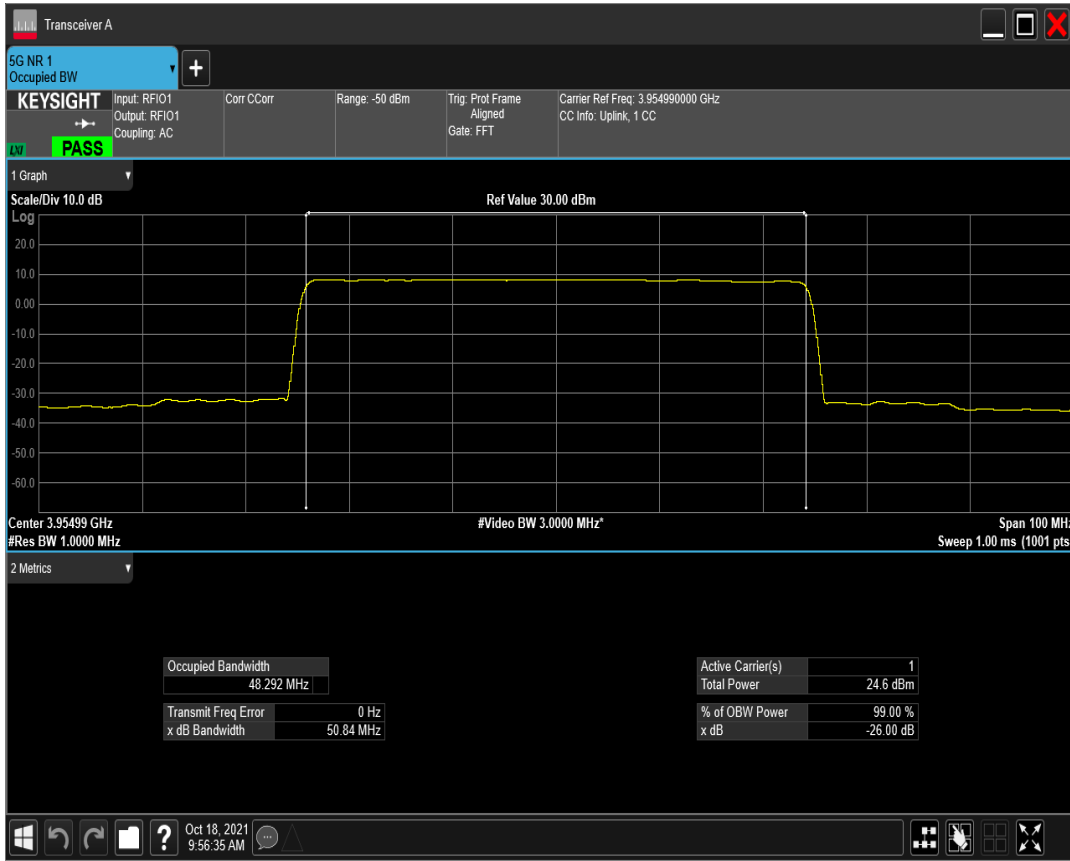 Transceiver A
5G NR 1
Occupied BW
+
KEYSIGHT
LXI
PASS
Input: RFIO1
Output: RFIO1
Coupling: AC
Corr CCorr
Range: -50 dBm
Trig: Prot Frame
Aligned
Gate: FFT
Carrier Ref Freq: 3.954990000 GHz
CC Info: Uplink, 1 CC
1 Graph
Scale/Div 10.0 dB
Ref Value 30.00 dBm
Log
20.0
10.0
0.00
-10.0
-20.0
-30.0
-40.0
-50.0
-60.0
Center 3.95499 GHz
#Video BW 3.0000 MHz*
Span 100 MHz
#Res BW 1.0000 MHz
Sweep 1.00 ms (1001 pts
2 Metrics
Occupied Bandwidth
48.292 MHz
Transmit Freq Error 0 Hz
x dB Bandwidth 50.84 MHz
Active Carrier(s) 1
Total Power 24.6 dBm
% of OBW Power 99.00 %
x dB -26.00 dB
?
Oct 18, 2021
9:56:35 AM